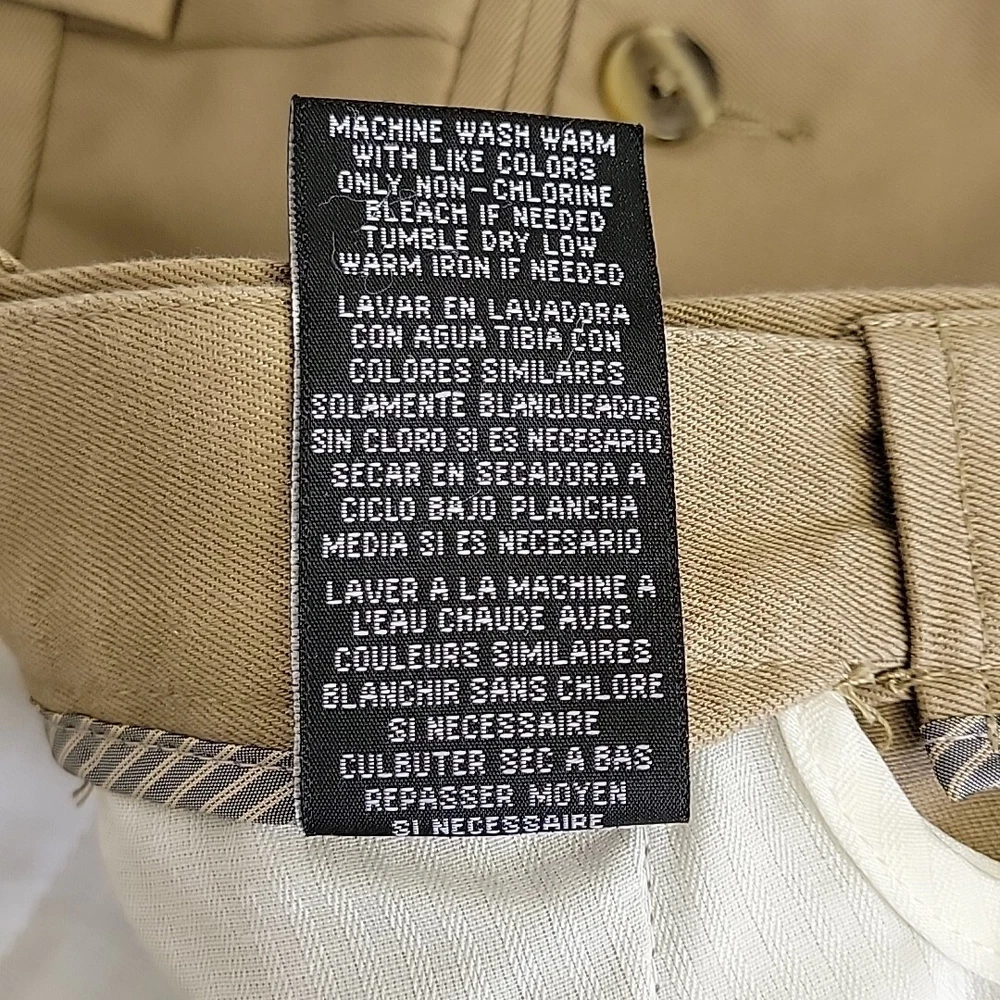 MACHINE WASH WARM
WITH LIKE COLORS
ONLY NON-CHLORINE
BLEACH IF NEEDED
TUMBLE DRY LOW
WARM IRON IF NEEDED
LAVAR EN LAVADORA
CON AGUA TIBIA CON
COLORES SIMILARES
SOLAMENTE BLANQUEADOR
SIN CLORO SI ES NECESARIO
SECAR EN SECADORA A
CICLO BAJO PLANCHA
MEDIA SI ES NECESARIO
LAVER A LA MACHINE A
L'EAU CHAUDE AVEC
COULEURS SIMILAIRES
BLANCHIR SANS CHLORE
SI NECESSAIRE
CULBUTER SEC A BAS
REPASSER MOYEN
SI NECESSAIRE